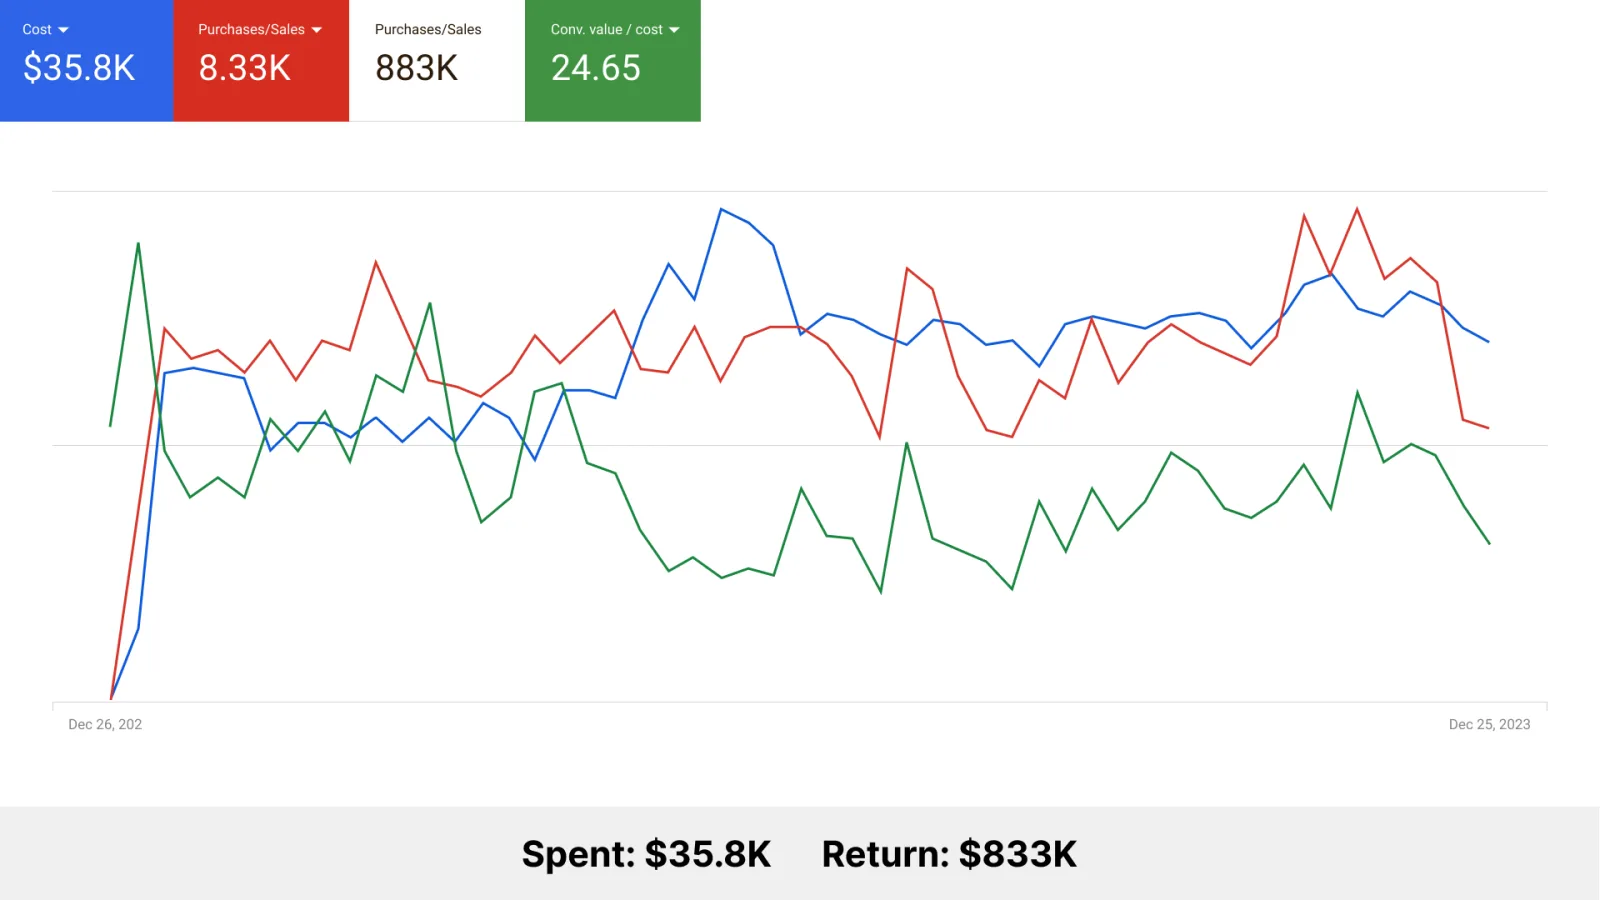 Cost
$35.8K
Purchases/Sales
8.33K
Purchases/Sales
883K
Conv. value / cost
24.65
Dec 26, 202
Dec 25, 2023
Spent: $35.8K Return: $833K